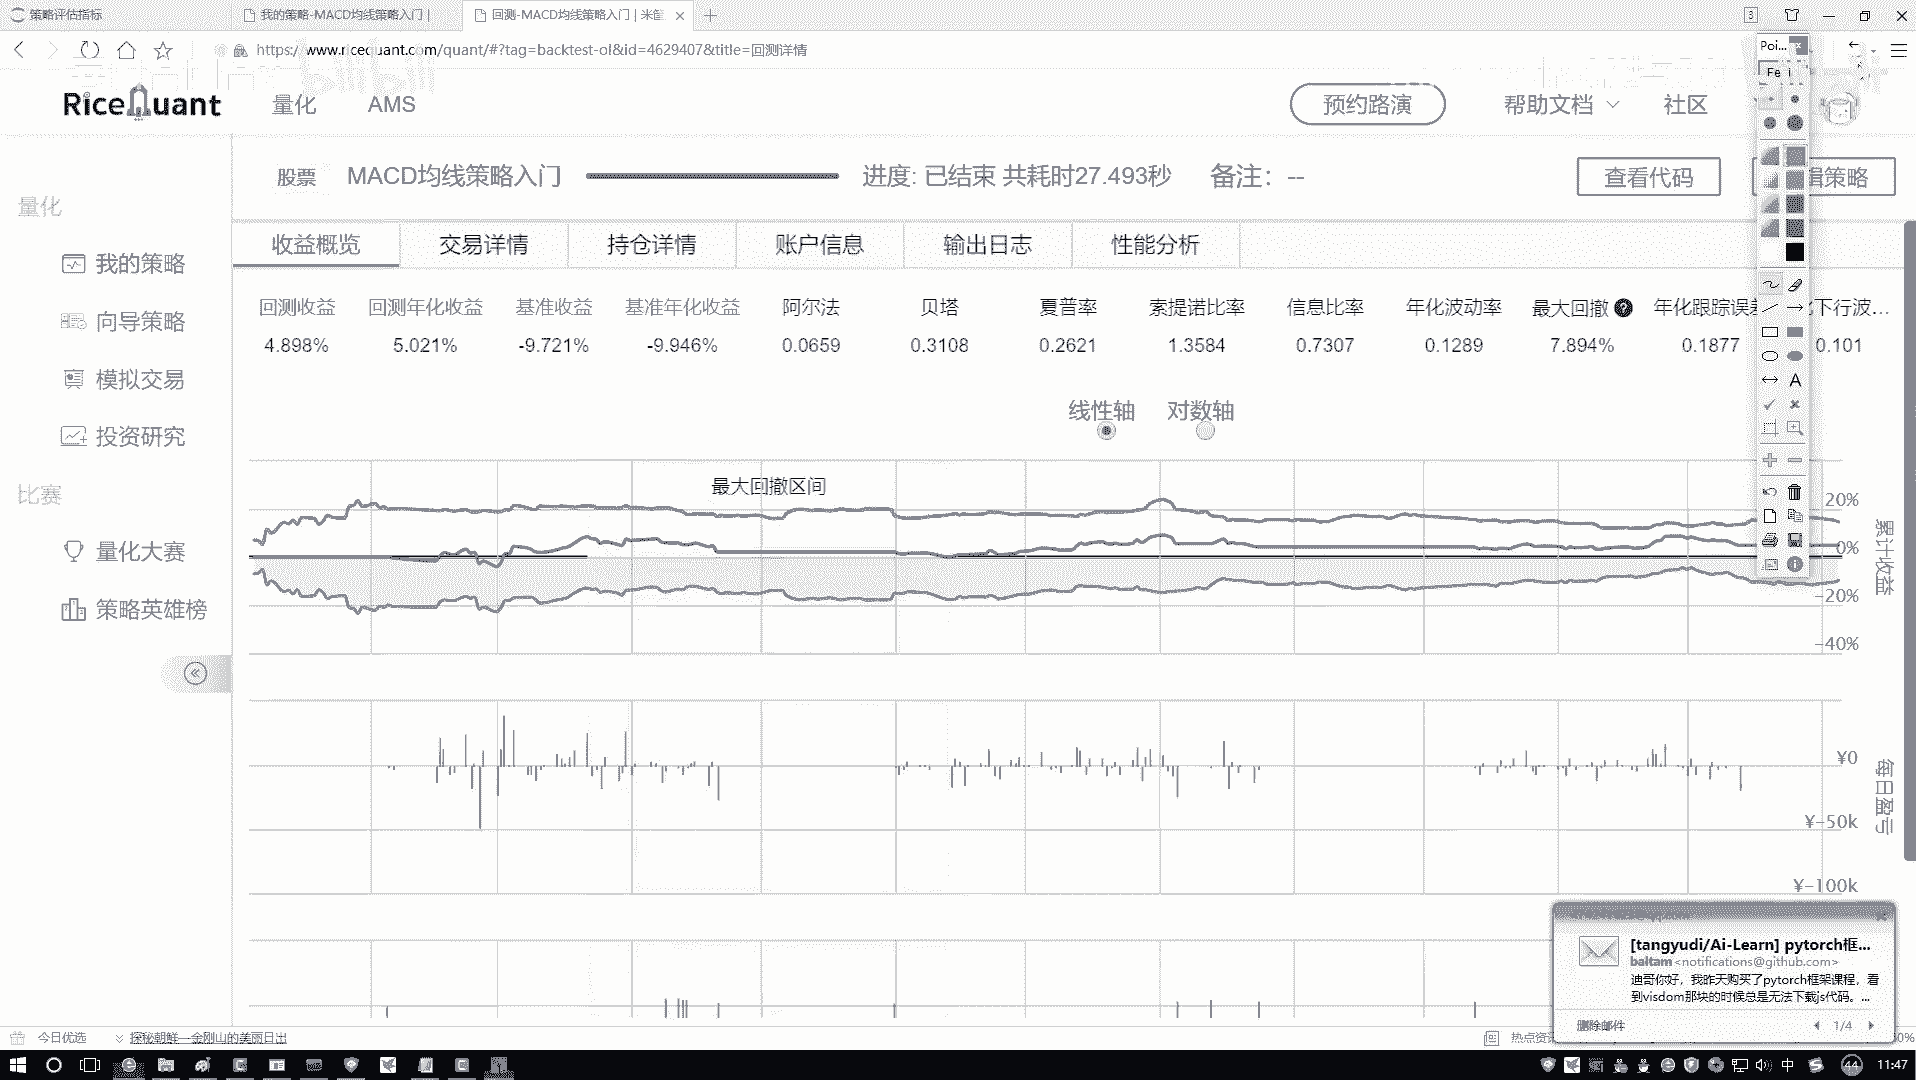 策略评估指标
我的策略-MACD均线策略入门 |
回测-MACD均线策略入门 | 米筐
3
https://www.ricequant.com/quant/#?tag=backtest-ol&id=4629407&title=回测详情
bilibili
Poi...
RiceQuant
量化
AMS
预约路演
帮助文档
社区
股票
MACD均线策略入门
进度: 已结束 共耗时27.493秒
备注: --
查看代码
辑策略
量化
我的策略
向导策略
模拟交易
投资研究
比赛
量化大赛
策略英雄榜
收益概览
交易详情
持仓详情
账户信息
输出日志
性能分析
回测收益 回测年化收益 基准收益 基准年化收益 阿尔法 贝塔 夏普率 索提诺比率 信息比率 年化波动率 最大回撤 年化跟踪误差 下行波...
4.898% 5.021% -9.721% -9.946% 0.0659 0.3108 0.2621 1.3584 0.7307 0.1289 7.894% 0.1877 0.101
线性轴 对数轴
最大回撤区间
20%
0%
-20%
-40%
累计收益
¥0
¥-50k
¥-100k
每日盈亏
[tangyudi/Ai-Learn] pytorch框...
baitam <notifications@github.com>
迪哥你好，我昨天购买了pytorch框架课程，看
到visdom那块的时候总是无法下载js代码。...
删除邮件
1/4
今日优选
探秘朝鲜—金刚山的美丽日出
热点资讯
中
44
11:47